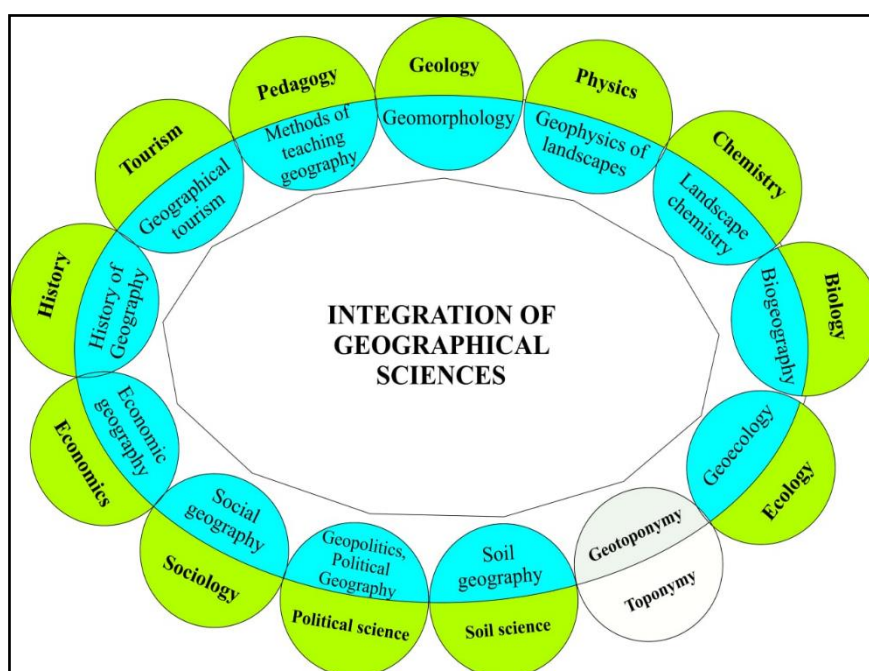 Geology
Geomorphology
Physics
Geophysics of
landscapes
Chemistry
Landscape
chemistry
Biology
Biogeography
Ecology
Geoecology
Toponymy
Geotoponymy
Soil science
Soil
geography
Political science
Geopolitics,
Political
Geography
Sociology
Social
geography
Economics
Economic
geography
History
History of
Geography
Tourism
Geographical
tourism
Pedagogy
Methods of
teaching
geography
INTEGRATION OF
GEOGRAPHICAL
SCIENCES